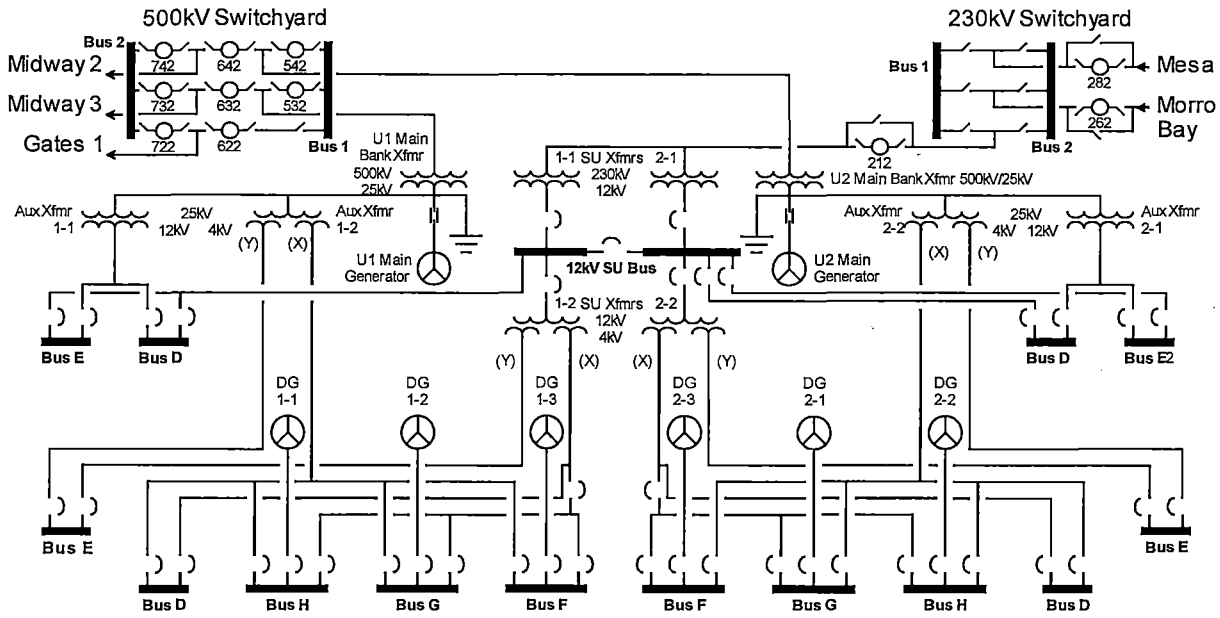 500kV Switchyard
230kV Switchyard
Bus 2
742
642
542
Midway 2
732
632
532
Midway 3
722
622
Gates 1
Bus 1
Bus 1
Bus 2
282
Mesa
262
Morro
Bay
212
U1 Main
Bank Xfmr
500kV
25kV
1-1 SU Xfmrs 2-1
230kV
12kV
U2 Main Bank Xfmr 500kV/25kV
Aux Xfmr
1-1
25kV
12kV 4kV
Aux Xfmr
1-2
(Y)
(X)
U1 Main
Generator
12kV SU Bus
U2 Main
Generator
Aux Xfmr
2-2
25kV
4kV 12kV
Aux Xfmr
2-1
(X)
(Y)
1-2 SU Xfmrs 2-2
12kV
4kV
(Y)
(X)
(X)
(Y)
Bus E
Bus D
Bus D
Bus E2
DG
1-1
DG
1-2
DG
1-3
DG
2-3
DG
2-1
DG
2-2
Bus E
Bus E
Bus D
Bus H
Bus G
Bus F
Bus F
Bus G
Bus H
Bus D